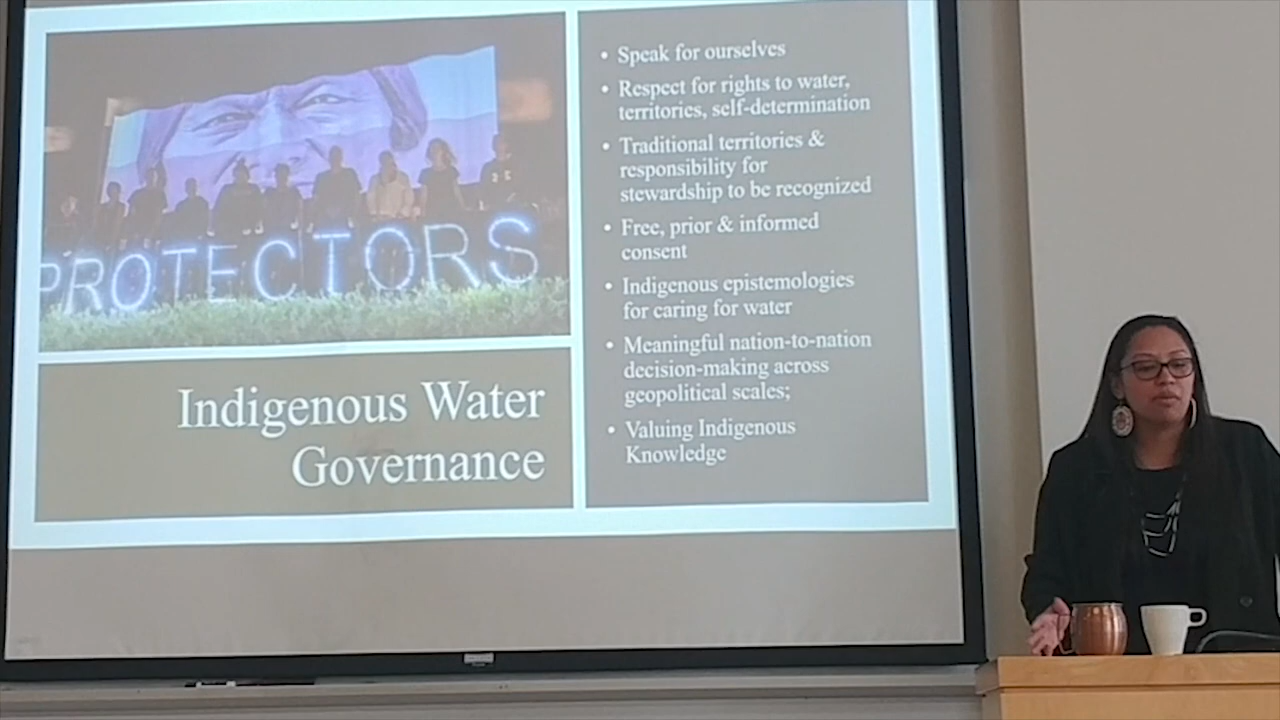 PROTECTORS
Indigenous Water
Governance
• Speak for ourselves
• Respect for rights to water,
territories, self-determination
• Traditional territories &
responsibility for
stewardship to be recognized
• Free, prior & informed
consent
• Indigenous epistemologies
for caring for water
• Meaningful nation-to-nation
decision-making across
geopolitical scales;
• Valuing Indigenous
Knowledge